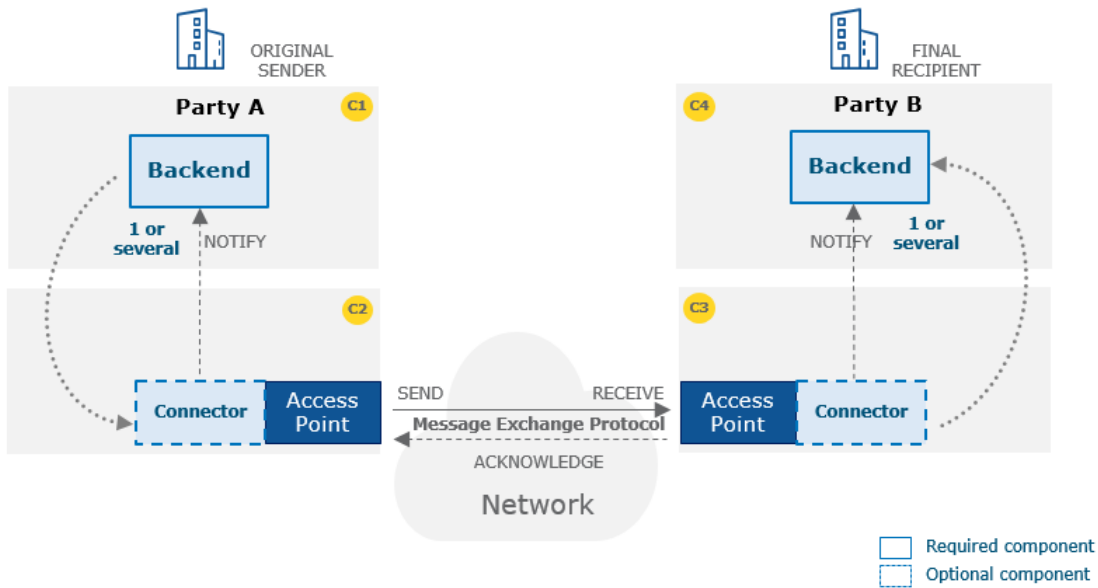 ORIGINAL
SENDER
FINAL
RECIPIENT
Party A
C1
C4
Party B
Backend
Backend
1 or
several
NOTIFY
NOTIFY
1 or
several
C2
C3
Connector
Access
Point
SEND
RECEIVE
Message Exchange Protocol
ACKNOWLEDGE
Network
Access
Point
Connector
Required component
Optional component